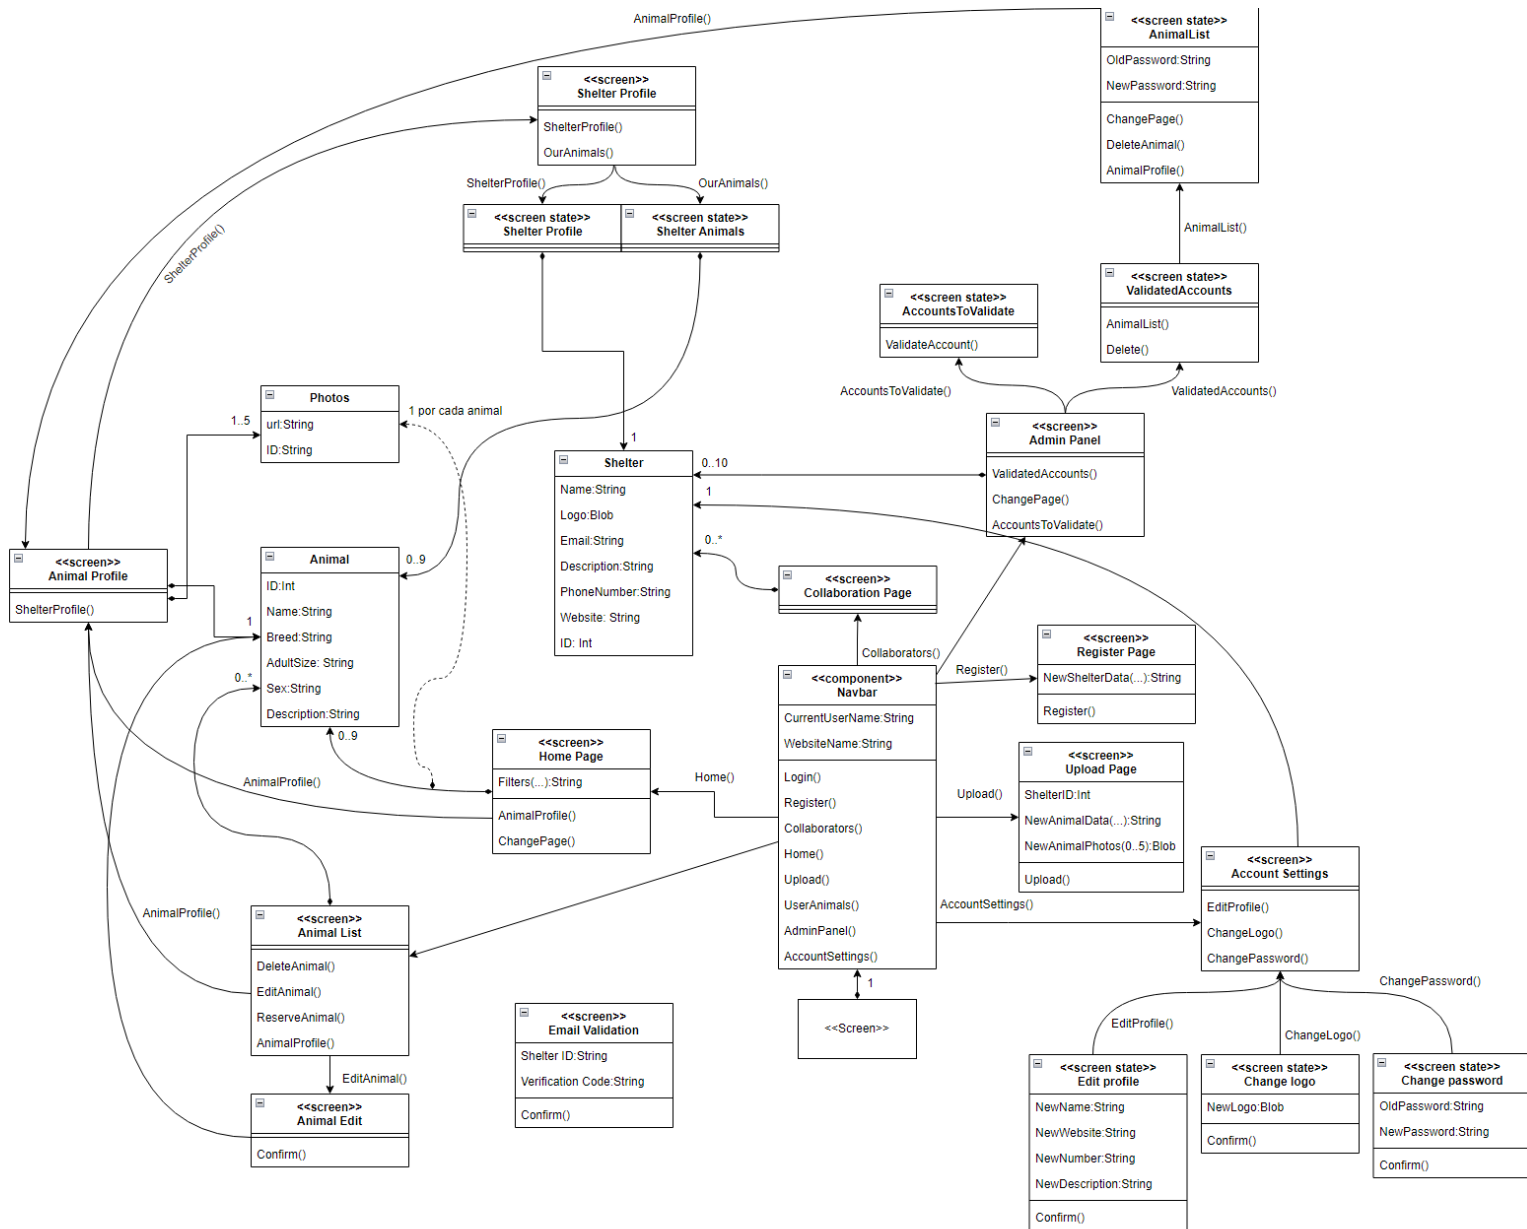 AnimalProfile()
<<screen state>>
AnimalList
OldPassword:String
NewPassword:String
ChangePage()
DeleteAnimal()
AnimalProfile()
<<screen>>
Shelter Profile
ShelterProfile()
OurAnimals()
ShelterProfile()
OurAnimals()
<<screen state>>
Shelter Profile
<<screen state>>
Shelter Animals
ShelterProfile()
AnimalList()
<<screen state>>
ValidatedAccounts
AnimalList()
Delete()
<<screen state>>
AccountsToValidate
ValidateAccount()
AccountsToValidate()
ValidatedAccounts()
Photos
url:String
ID:String
1..5
1 por cada animal
<<screen>>
Admin Panel
ValidatedAccounts()
ChangePage()
AccountsToValidate()
1
Shelter
Name:String
Logo:Blob
Email:String
Description:String
PhoneNumber:String
Website: String
ID: Int
0..10
1
0..*
<<screen>>
Animal Profile
ShelterProfile()
Animal
ID:Int
Name:String
Breed:String
AdultSize: String
Sex:String
Description:String
0..9
1
0..*
0..9
<<screen>>
Collaboration Page
Collaborators()
<<component>>
Navbar
CurrentUserName:String
WebsiteName:String
Login()
Register()
Collaborators()
Home()
Upload()
UserAnimals()
AdminPanel()
AccountSettings()
Register()
<<screen>>
Register Page
NewShelterData(...):String
Register()
<<screen>>
Home Page
Filters(...):String
AnimalProfile()
ChangePage()
Home()
AnimalProfile()
Upload()
<<screen>>
Upload Page
ShelterID:Int
NewAnimalData(...):String
NewAnimalPhotos(0..5):Blob
Upload()
AccountSettings()
<<screen>>
Account Settings
EditProfile()
ChangeLogo()
ChangePassword()
AnimalProfile()
<<screen>>
Animal List
DeleteAnimal()
EditAnimal()
ReserveAnimal()
AnimalProfile()
EditAnimal()
<<screen>>
Animal Edit
Confirm()
<<screen>>
Email Validation
Shelter ID:String
Verification Code:String
Confirm()
1
<<Screen>>
EditProfile()
ChangeLogo()
ChangePassword()
<<screen state>>
Edit profile
NewName:String
NewWebsite:String
NewNumber:String
NewDescription:String
Confirm()
<<screen state>>
Change logo
NewLogo:Blob
Confirm()
<<screen state>>
Change password
OldPassword:String
NewPassword:String
Confirm()